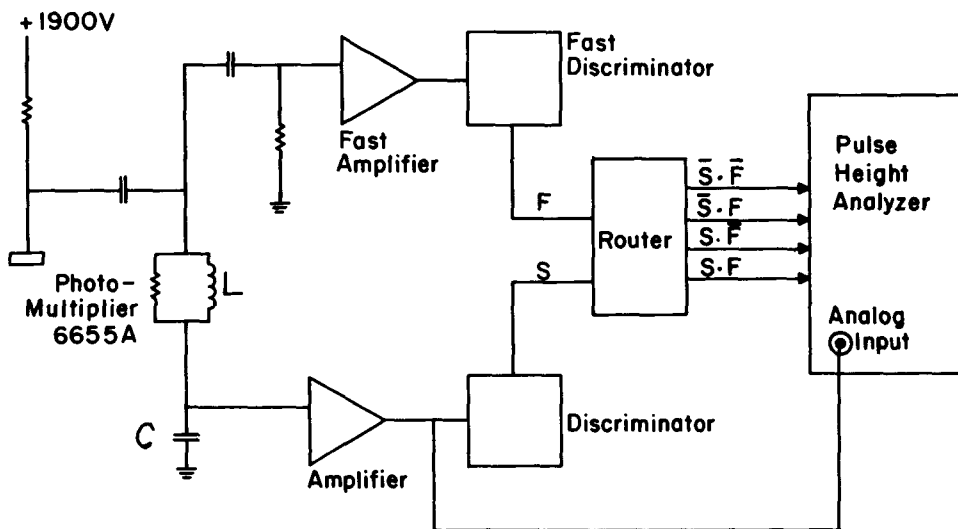 +1900V
Fast
Discriminator
Fast
Amplifier
Pulse
Height
Analyzer
F
Router
S̅·F̅
S̅·F
S·F̅
S·F
S
Photo-
Multiplier
6655A
L
Analog
Input
C
Amplifier
Discriminator